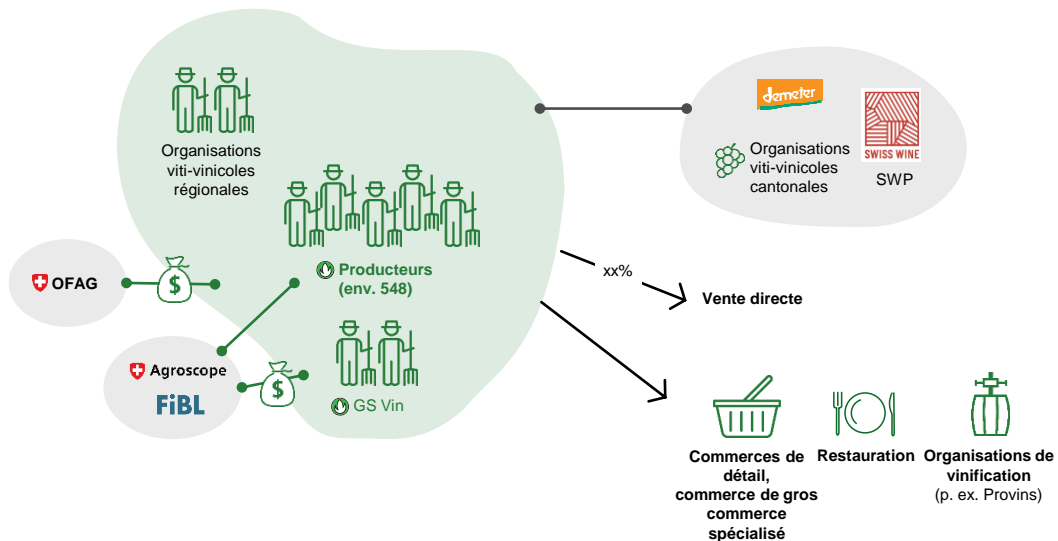 Organisations
viti-vinicoles
régionales
demeter
Organisations
viti-vinicoles
cantonales
SWISS WINE
SWP
Producteurs
(env. 548)
OFAG
$
xx%
Vente directe
Agroscope
FiBL
$
GS Vin
Commerces de
détail,
commerce de gros
commerce
spécialisé
Restauration
Organisations de
vinification
(p. ex. Provins)